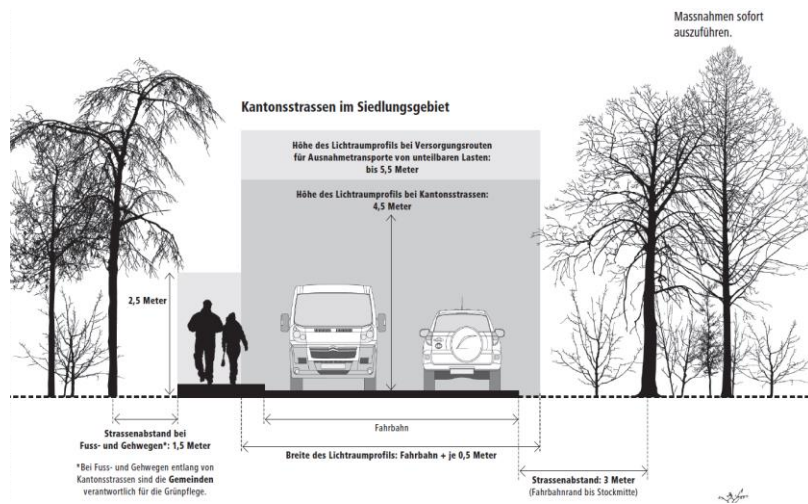 Massnahmen sofort
auszuführen.
Kantonsstrassen im Siedlungsgebiet
Höhe des Lichtraumprofils bei Versorgungsrouten
für Ausnahmetransporte von unteilbaren Lasten:
bis 5,5 Meter
Höhe des Lichtraumprofils bei Kantonsstrassen:
4,5 Meter
2,5 Meter
Fahrbahn
Strassenabstand bei
Fuss- und Gehwegen*: 1,5 Meter
Breite des Lichtraumprofils: Fahrbahn + je 0,5 Meter
*Bei Fuss- und Gehwegen entlang von
Kantonsstrassen sind die Gemeinden
verantwortlich für die Grünpflege.
Strassenabstand: 3 Meter
(Fahrbahnrand bis Stockmitte)